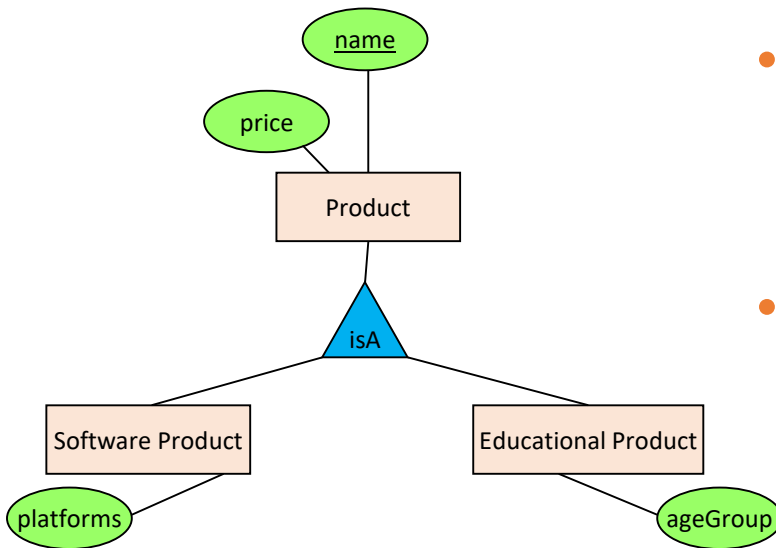 name
price
Product
isA
Software Product
Educational Product
platforms
ageGroup